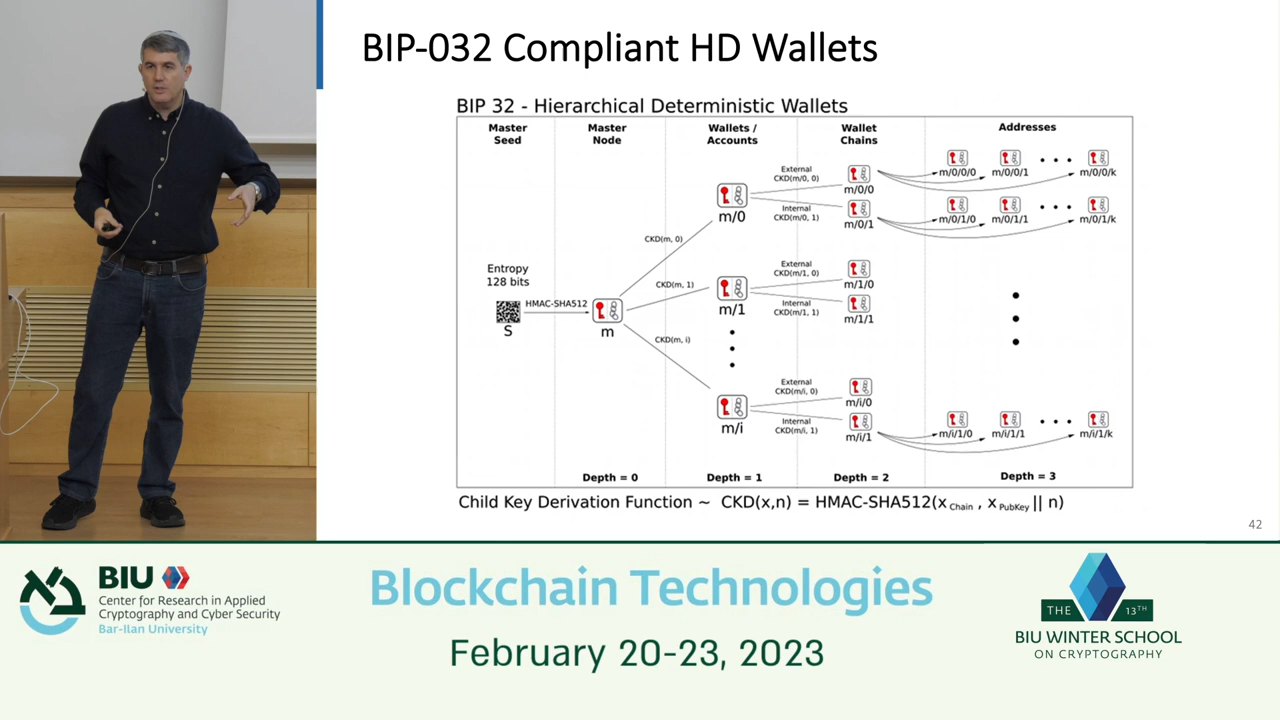 BIP-032 Compliant HD Wallets
BIP 32 - Hierarchical Deterministic Wallets
Master
Seed
Master
Node
Wallets /
Accounts
Wallet
Chains
Addresses
Entropy
128 bits
S
HMAC-SHA512
m
CKD(m, 0)
CKD(m, 1)
CKD(m, i)
m/0
m/1
m/i
External
CKD(m/0, 0)
Internal
CKD(m/0, 1)
External
CKD(m/1, 0)
Internal
CKD(m/1, 1)
External
CKD(m/i, 0)
Internal
CKD(m/i, 1)
m/0/0
m/0/1
m/1/0
m/1/1
m/i/0
m/i/1
m/0/0/0 m/0/0/1 m/0/0/k
m/0/1/0 m/0/1/1 m/0/1/k
m/i/1/0 m/i/1/1 m/i/1/k
Depth = 0 Depth = 1 Depth = 2 Depth = 3
Child Key Derivation Function ~ CKD(x,n) = HMAC-SHA512(x Chain , x PubKey || n)
42
BIU
Center for Research in Applied
Cryptography and Cyber Security
Bar-Ilan University
Blockchain Technologies
February 20-23, 2023
THE 13TH
BIU WINTER SCHOOL
ON CRYPTOGRAPHY